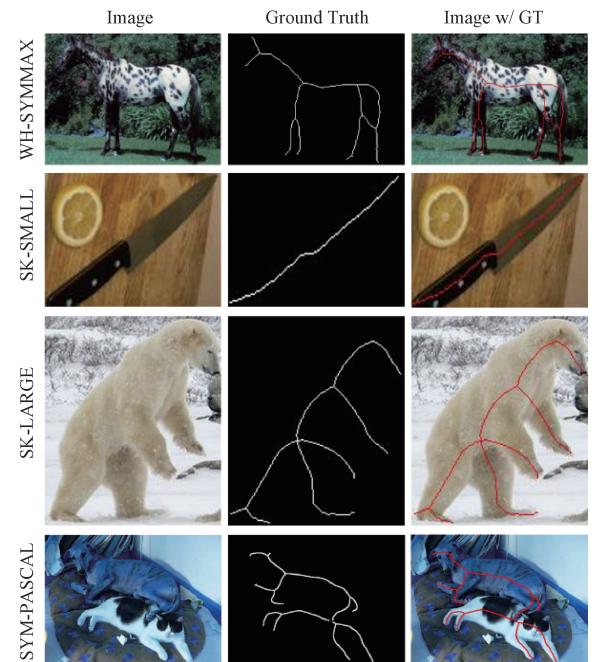 Image
Ground Truth
Image w/ GT
WH-SYMMAX
SK-SMALL
SK-LARGE
SYM-PASCAL